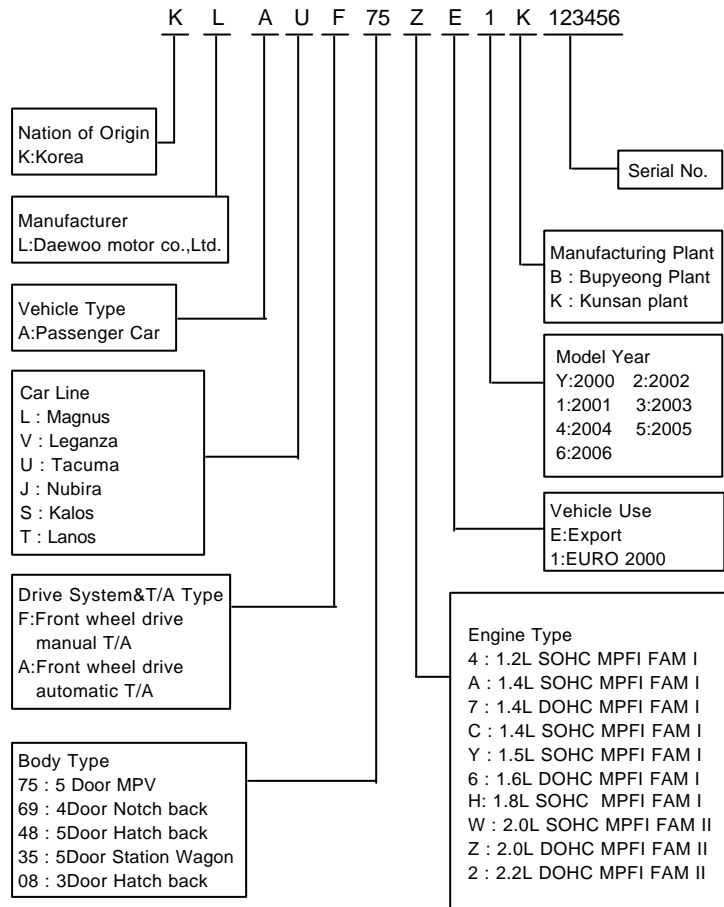 K L A U F 75 Z E 1 K 123456
Nation of Origin
K:Korea
Serial No.
Manufacturer
L:Daewoo motor co.,Ltd.
Manufacturing Plant
B : Bupyeong Plant
K : Kunsan plant
Vehicle Type
A:Passenger Car
Model Year
Y:2000 2:2002
1:2001 3:2003
4:2004 5:2005
6:2006
Car Line
L : Magnus
V : Leganza
U : Tacuma
J : Nubira
S : Kalos
T : Lanos
Vehicle Use
E:Export
1:EURO 2000
Drive System&T/A Type
F:Front wheel drive
manual T/A
A:Front wheel drive
automatic T/A
Engine Type
4 : 1.2L SOHC MPFI FAM I
A : 1.4L SOHC MPFI FAM I
7 : 1.4L DOHC MPFI FAM I
C : 1.4L SOHC MPFI FAM I
Y : 1.5L SOHC MPFI FAM I
6 : 1.6L DOHC MPFI FAM I
H: 1.8L SOHC MPFI FAM I
W : 2.0L SOHC MPFI FAM II
Z : 2.0L DOHC MPFI FAM II
2 : 2.2L DOHC MPFI FAM II
Body Type
75 : 5 Door MPV
69 : 4Door Notch back
48 : 5Door Hatch back
35 : 5Door Station Wagon
08 : 3Door Hatch back